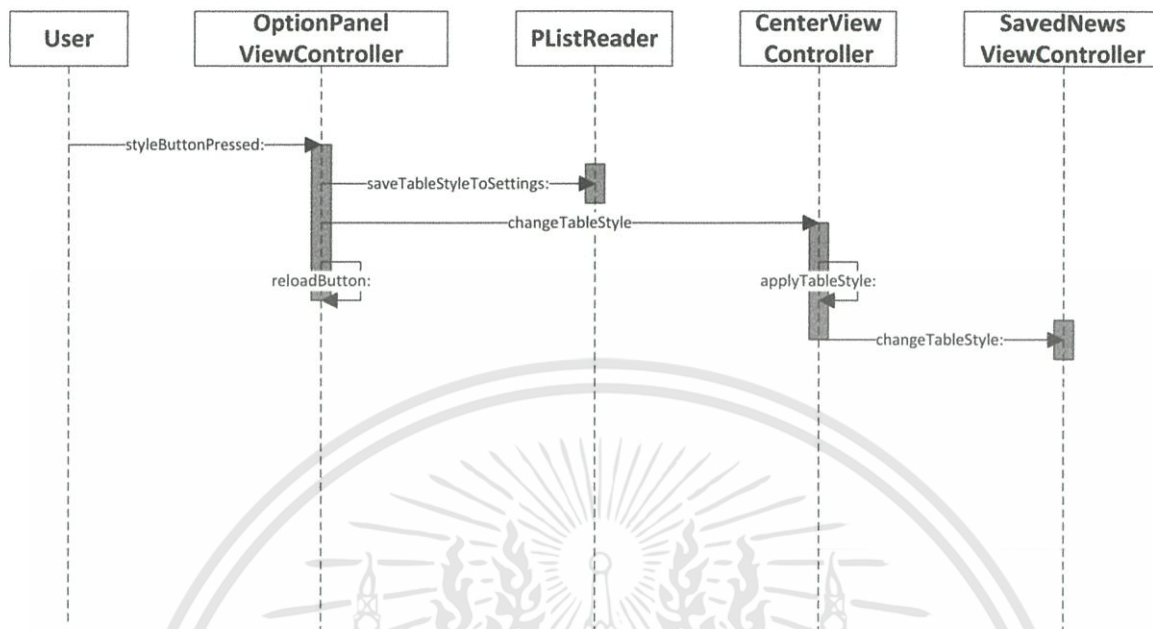 User
OptionPanel
ViewController
PListReader
CenterView
Controller
SavedNews
ViewController
styleButtonPressed:
saveTableStyleToSettings:
changeTableStyle
reloadButton:
applyTableStyle:
changeTableStyle: